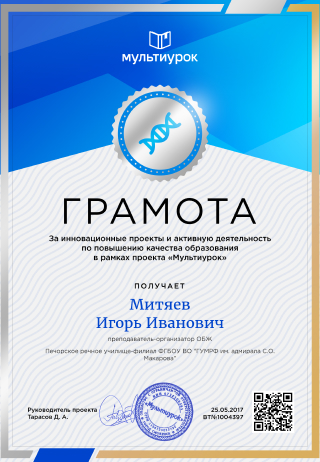 мультиурок
ГРАМОТА
За инновационные проекты и активную деятельность
по повышению качества образования
в рамках проекта «Мультиурок»
ПОЛУЧАЕТ
Митяев
Игорь Иванович
преподаватель-организатор ОБЖ
Печорское речное училище-филиал ФГБОУ ВО "ГУМРФ им. адмирала С.О.
Макарова"
Руководитель проекта
Тарасов Д. А.
«Мультиурок»
25.05.2017
ВТ№1004397